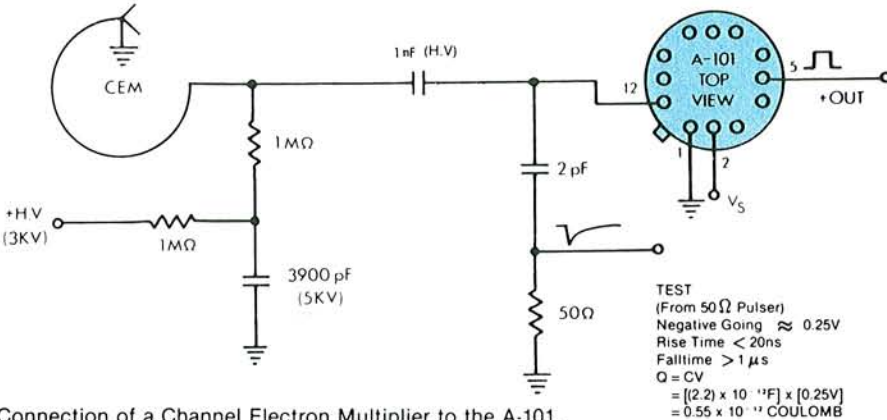 CEM
1nF (H.V)
A-101
TOP
VIEW
12
5
+OUT
1
2
V_S
1MΩ
2 pF
+H.V
(3KV)
1MΩ
3900 pF
(5KV)
50Ω
TEST
(From 50Ω Pulser)
Negative Going ≈ 0.25V
Rise Time < 20ns
Falltime > 1 μs
Q = CV
= [(2.2) x 10⁻¹²F] x [0.25V]
= 0.55 x 10⁻¹² COULOMB
Connection of a Channel Electron Multiplier to the A-101.